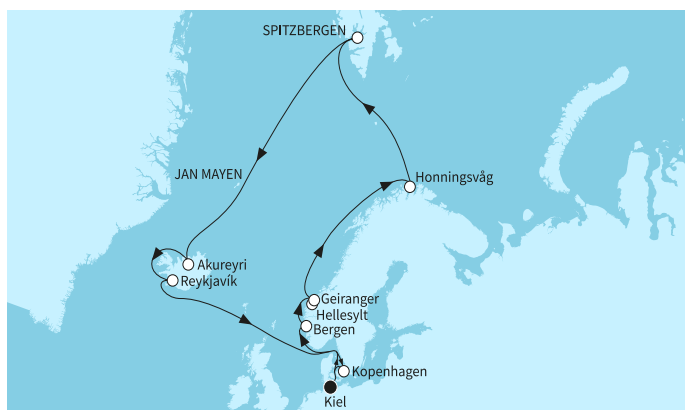 SPITZBERGEN
JAN MAYEN
Honningsvåg
Akureyri
Reykjavík
Geiranger
Hellesylt
Bergen
Kopenhagen
Kiel